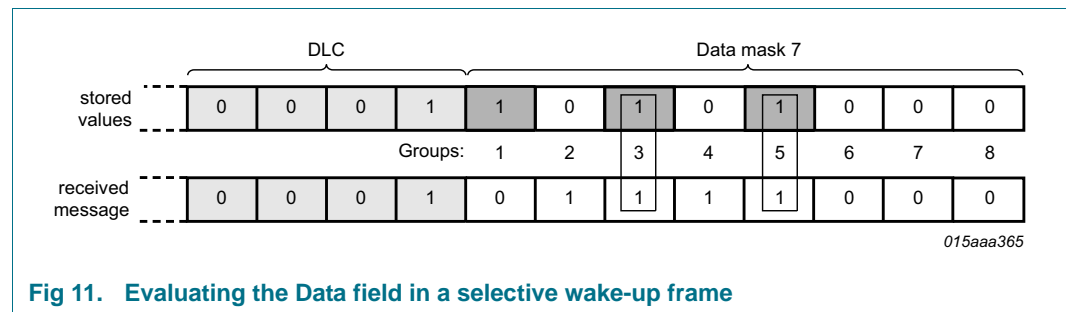 DLC Data mask 7
stored values 0 0 0 1 1 0 1 0 1 0 0 0
Groups: 1 2 3 4 5 6 7 8
received message 0 0 0 1 0 1 1 1 1 0 0 0
015aaa365
Fig 11. Evaluating the Data field in a selective wake-up frame